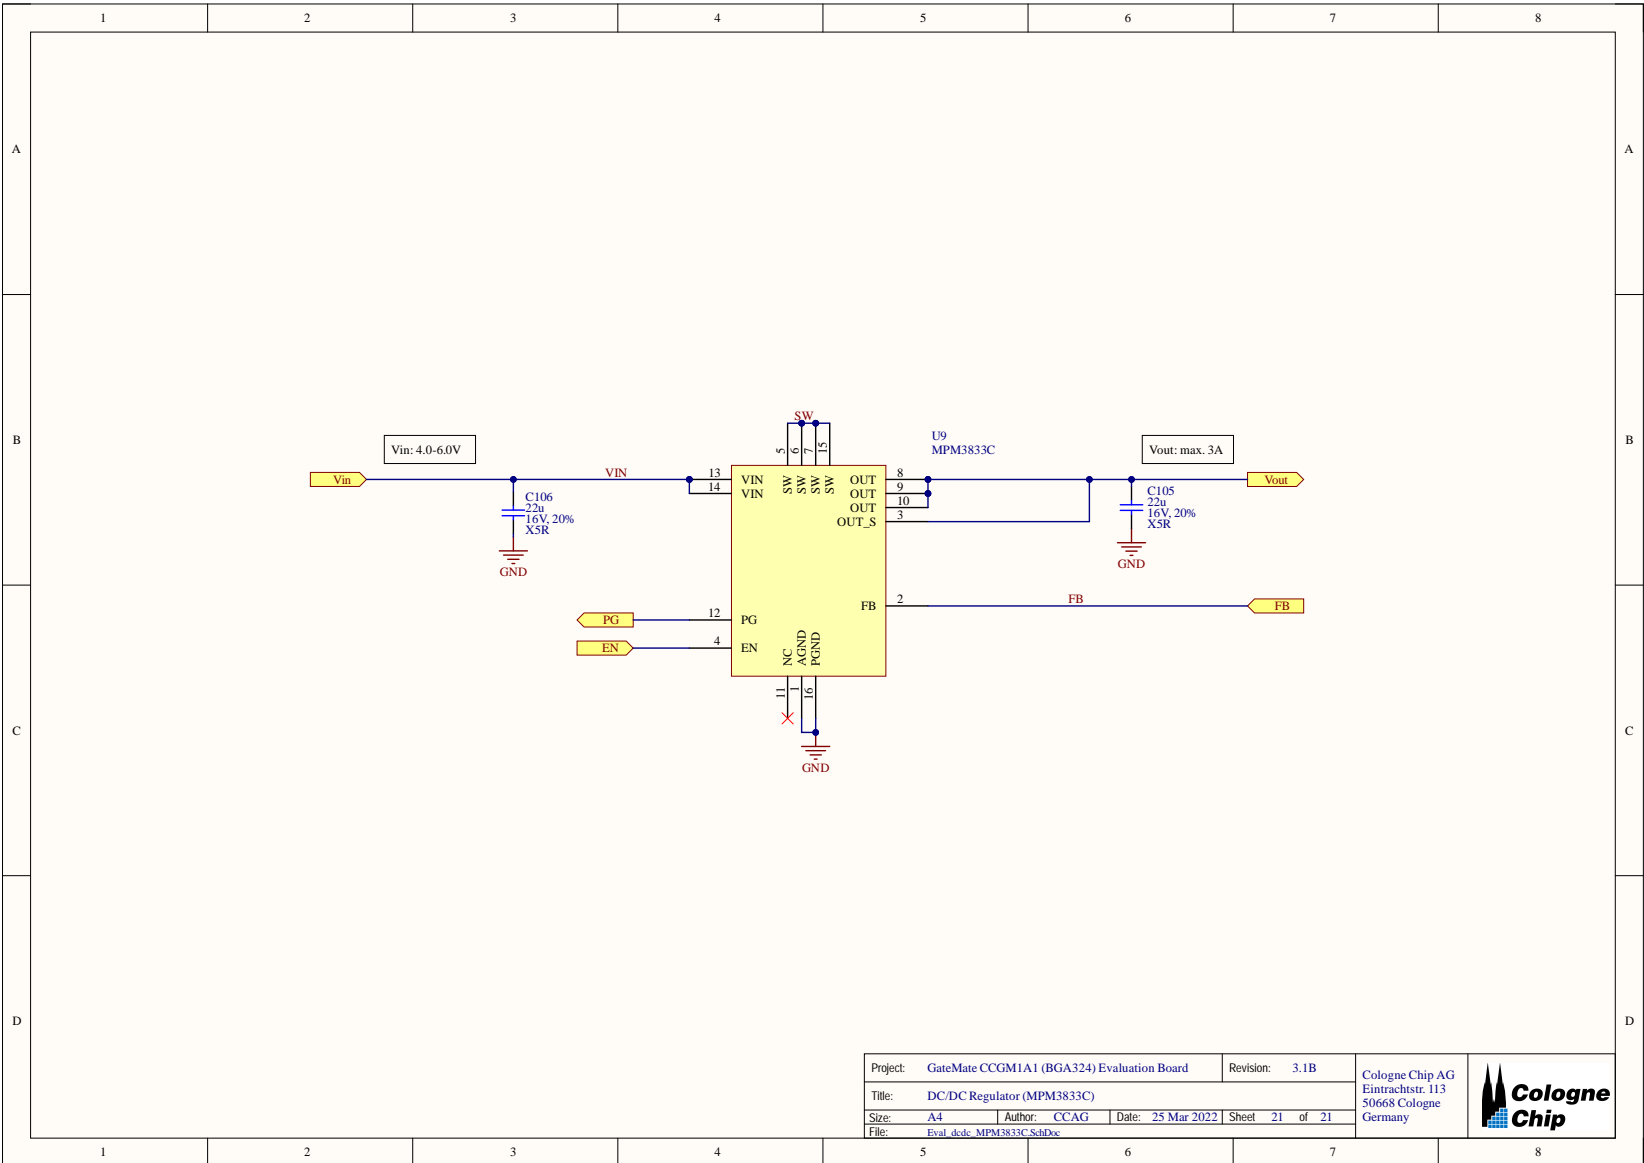 1 2 3 4 5 6 7 8
A A
SW
B B
U9
MPM3833C
Vin: 4.0-6.0V
Vout: max. 3A
5 6 7 15
Vin VIN 13 VIN SW SW SW SW OUT 8 Vout
14 VIN OUT 9
OUT 10
OUT_S 3
C106
22u
16V, 20%
X5R
GND
C105
22u
16V, 20%
X5R
GND
FB 2 FB FB
PG 12 PG
EN 4 EN
NC AGND PGND
11 1 16
GND
C C
D D
Project: GateMate CCGM1A1 (BGA324) Evaluation Board Revision: 3.1B
Title: DC/DC Regulator (MPM3833C)
Size: A4 Author: CCAG Date: 25 Mar 2022 Sheet 21 of 21
File: Eval_dcdc_MPM3833C.SchDoc
Cologne Chip AG
Eintrachtstr. 113
50668 Cologne
Germany
Cologne
Chip
1 2 3 4 5 6 7 8